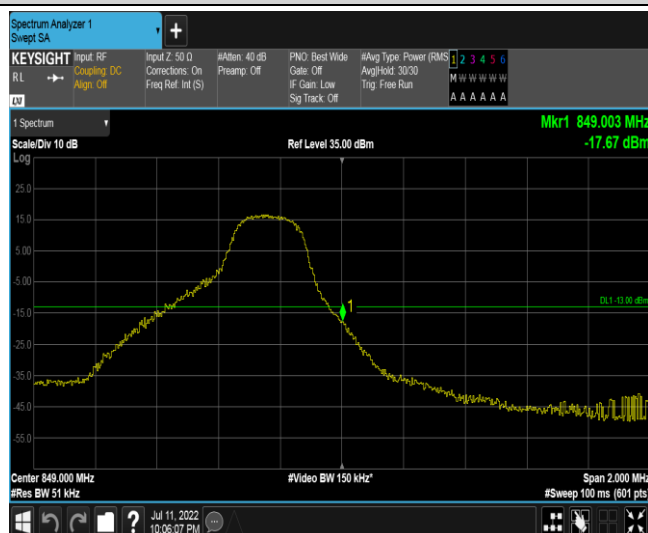 Spectrum Analyzer 1
Swept SA
KEYSIGHT
RL
LXI
Input: RF
Coupling: DC
Align: Off
Input Z: 50 Ω
Corrections: On
Freq Ref: Int (S)
#Atten: 40 dB
Preamp: Off
PNO: Best Wide
Gate: Off
IF Gain: Low
Sig Track: Off
#Avg Type: Power (RMS
Avg|Hold: 30/30
Trig: Free Run
1 2 3 4 5 6
M W W W W W
A A A A A A
1 Spectrum
Mkr1 849.003 MHz
-17.67 dBm
Scale/Div 10 dB
Ref Level 35.00 dBm
Log
25.0
15.0
5.00
-5.00
DL1 -13.00 dBm
1
-15.0
-25.0
-35.0
-45.0
-55.0
Center 849.000 MHz
#Video BW 150 kHz*
Span 2.000 MHz
#Res BW 51 kHz
#Sweep 100 ms (601 pts)
?
Jul 11, 2022
10:06:07 PM